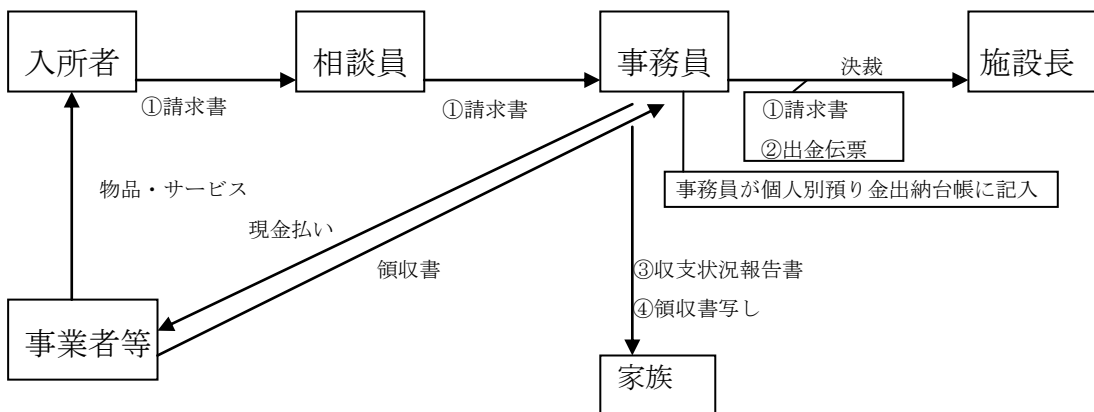 入所者
相談員
事務員
決裁
施設長
①請求書
①請求書
①請求書
②出金伝票
物品・サービス
事務員が個人別預り金出納台帳に記入
現金払い
領収書
③収支状況報告書
④領収書写し
事業者等
家族